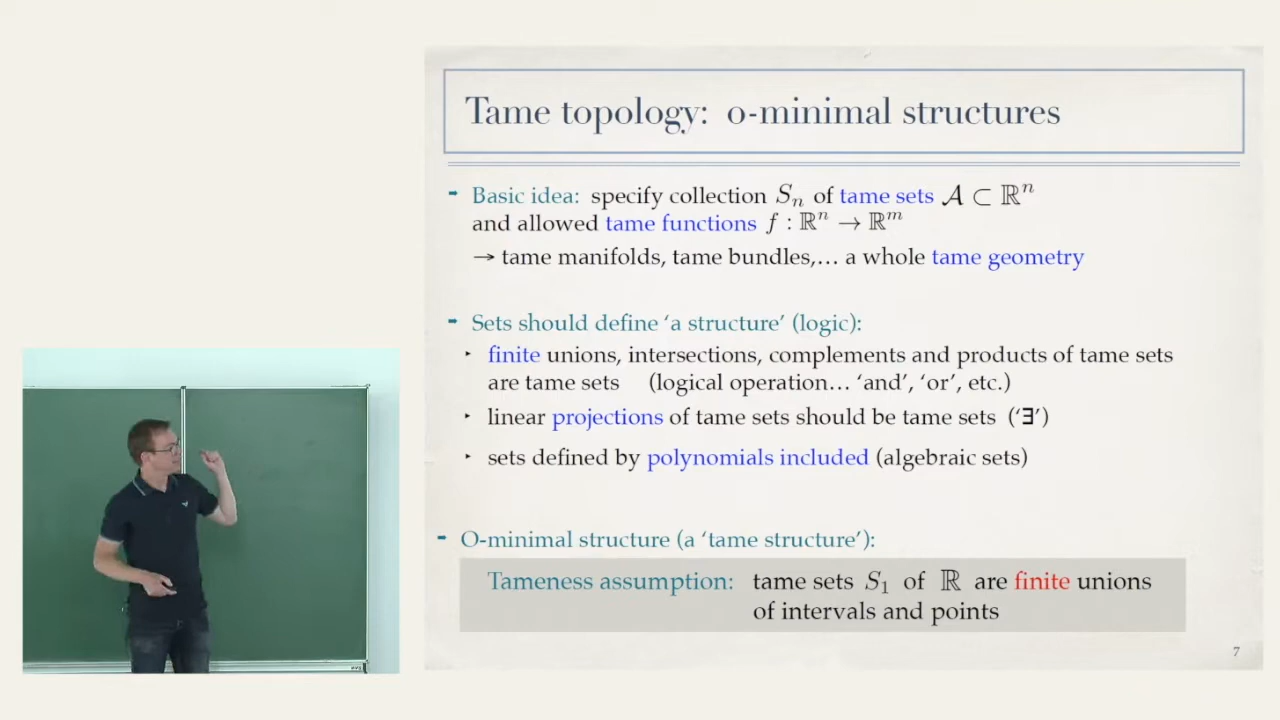 Tame topology: o-minimal structures
Basic idea: specify collection Sₙ of tame sets 𝒜 ⊂ ℝⁿ
and allowed tame functions f : ℝⁿ → ℝᵐ
→ tame manifolds, tame bundles,... a whole tame geometry
Sets should define ‘a structure’ (logic):
finite unions, intersections, complements and products of tame sets
are tame sets (logical operation... ‘and’, ‘or’, etc.)
linear projections of tame sets should be tame sets (‘∃’)
sets defined by polynomials included (algebraic sets)
O-minimal structure (a ‘tame structure’):
Tameness assumption: tame sets S₁ of ℝ are finite unions
of intervals and points
7